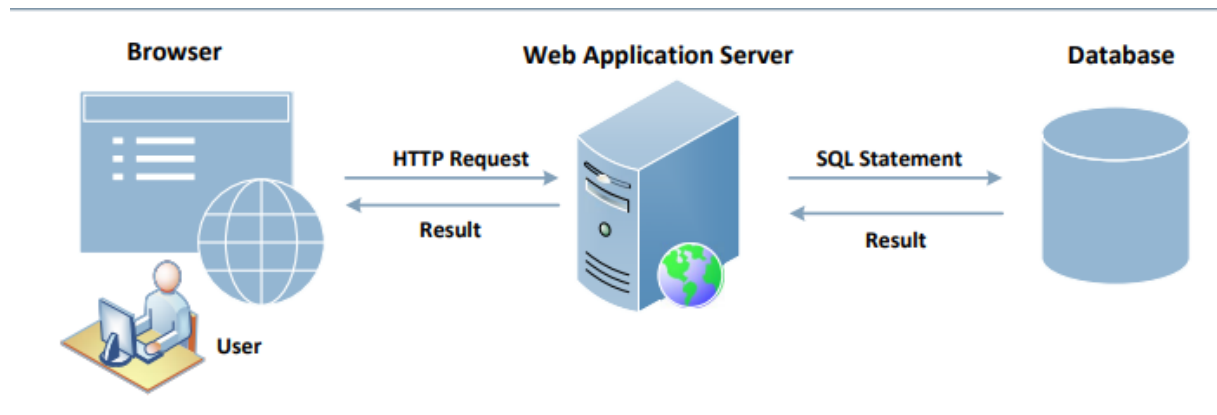 Browser
Web Application Server
Database
HTTP Request
SQL Statement
Result
Result
User